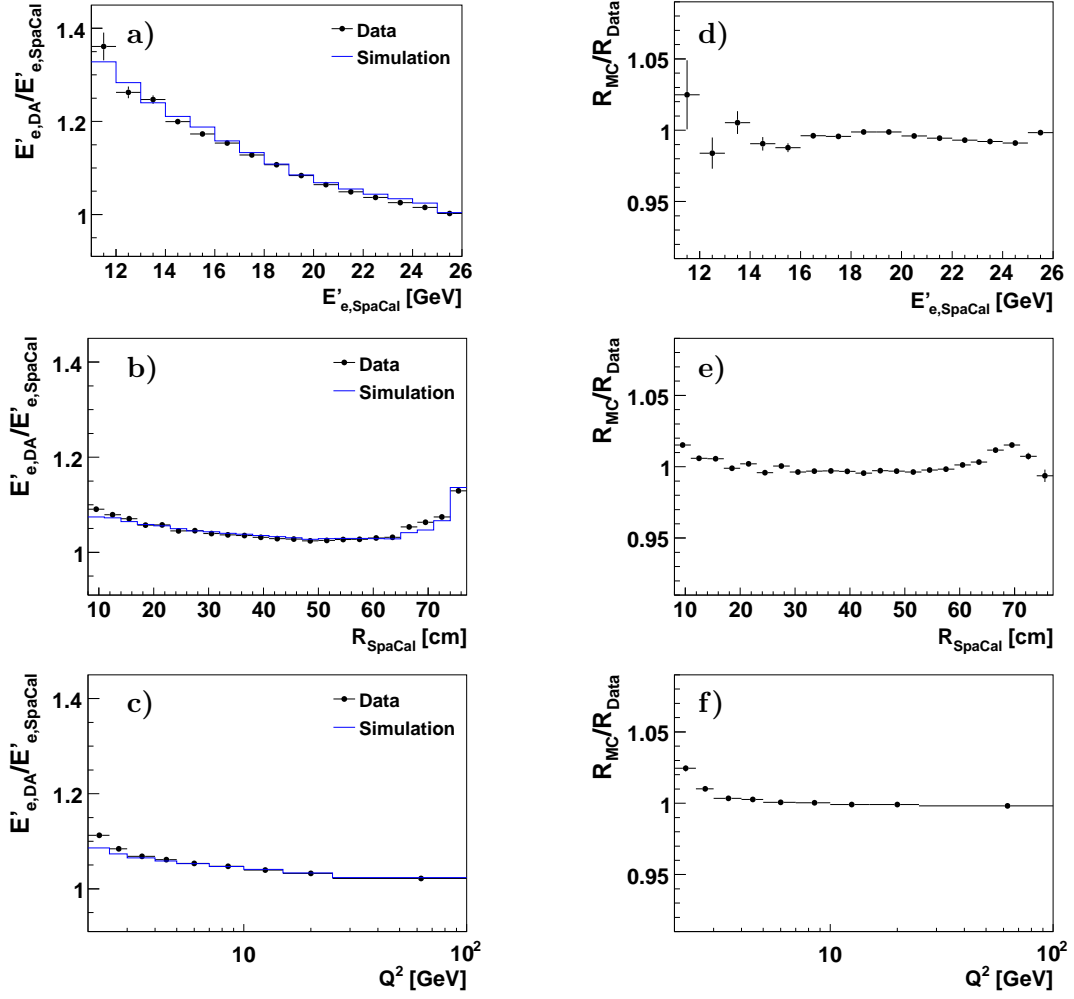 E'e,DA/E'e,SpaCal
a)
Data
Simulation
1.4
1.2
1
12 14 16 18 20 22 24 26
E'e,SpaCal [GeV]
RMC/RData
d)
1.05
1
0.95
12 14 16 18 20 22 24 26
E'e,SpaCal [GeV]
E'e,DA/E'e,SpaCal
b)
Data
Simulation
1.4
1.2
1
10 20 30 40 50 60 70
RSpaCal [cm]
RMC/RData
e)
1.05
1
0.95
10 20 30 40 50 60 70
RSpaCal [cm]
E'e,DA/E'e,SpaCal
c)
Data
Simulation
1.4
1.2
1
10 10²
Q² [GeV]
RMC/RData
f)
1.05
1
0.95
10 10²
Q² [GeV]